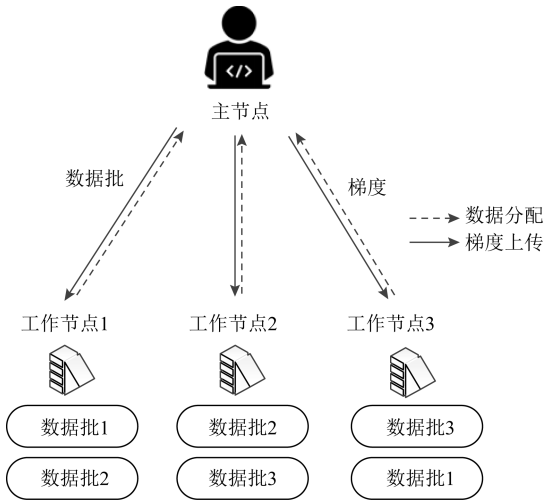 主节点
数据批
梯度
数据分配
梯度上传
工作节点1
工作节点2
工作节点3
数据批1
数据批2
数据批3
数据批2
数据批3
数据批1